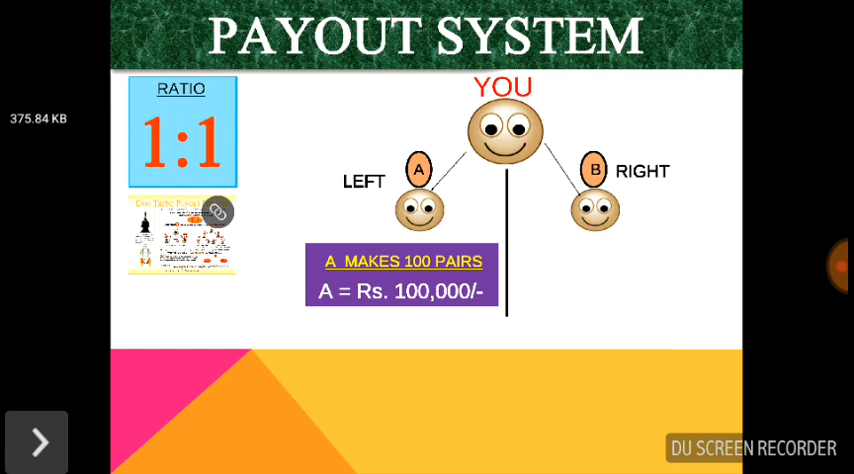 PAYOUT SYSTEM
RATIO
1:1
375.84 KB
YOU
A
B
LEFT
RIGHT
A MAKES 100 PAIRS
A = Rs. 100,000/-
DU SCREEN RECORDER